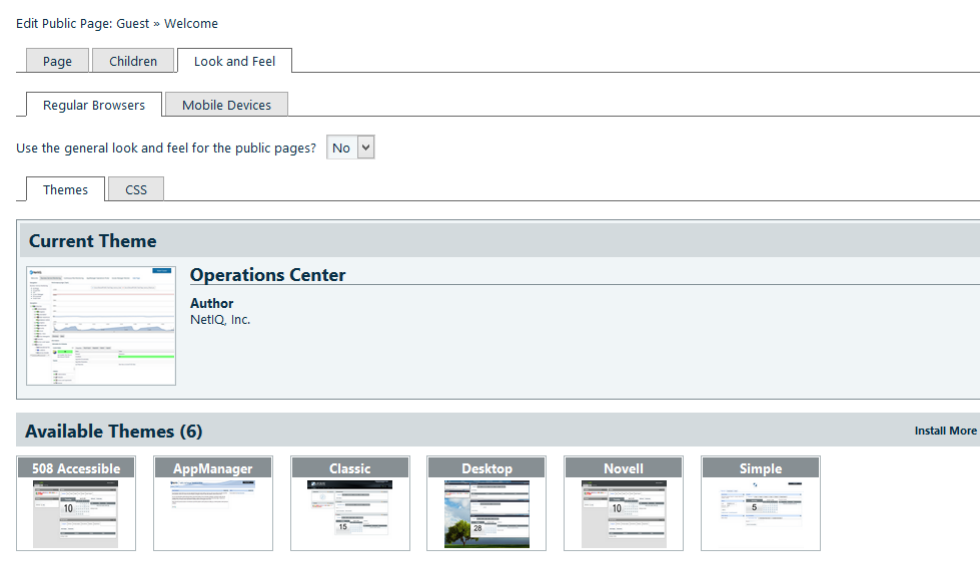 Edit Public Page: Guest » Welcome
Page Children Look and Feel
Regular Browsers Mobile Devices
Use the general look and feel for the public pages? No
Themes CSS
Current Theme
Operations Center
Author
NetIQ, Inc.
Available Themes (6) Install More
508 Accessible AppManager Classic Desktop Novell Simple
10 15 28 10 5